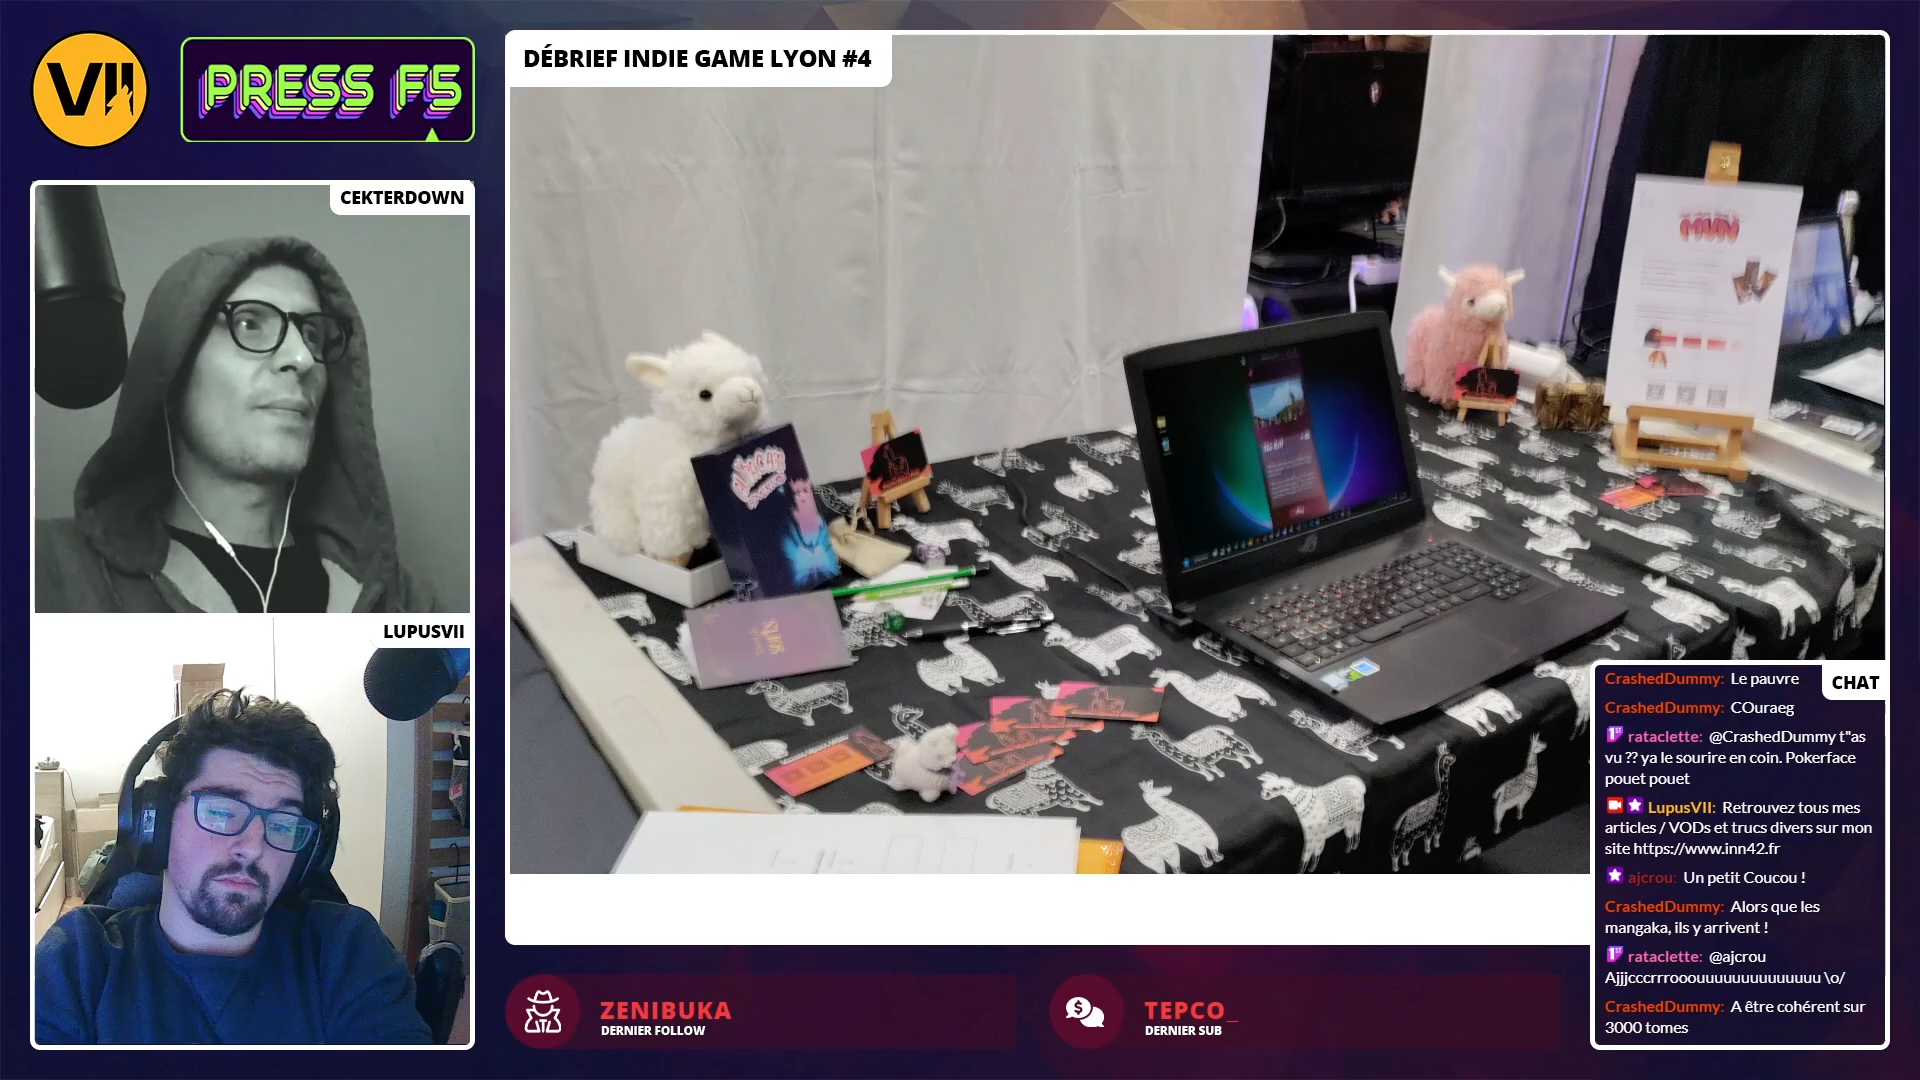 VII
PRESS F5
DÉBRIEF INDIE GAME LYON #4
CEKTERDOWN
LUPUSVII
MUN
CHAT
CrashedDummy: Le pauvre
CrashedDummy: COuraeg
rataclette: @CrashedDummy t"as
vu ?? ya le sourire en coin. Pokerface
pouet pouet
LupusVII: Retrouvez tous mes
articles / VODs et trucs divers sur mon
site https://www.inn42.fr
ajcrou: Un petit Coucou !
CrashedDummy: Alors que les
mangaka, ils y arrivent !
rataclette: @ajcrou
Ajjjcccrrrooouuuuuuuuuuuuuu \o/
CrashedDummy: A être cohérent sur
3000 tomes
ZENIBUKA
DERNIER FOLLOW
TEPCO_
DERNIER SUB